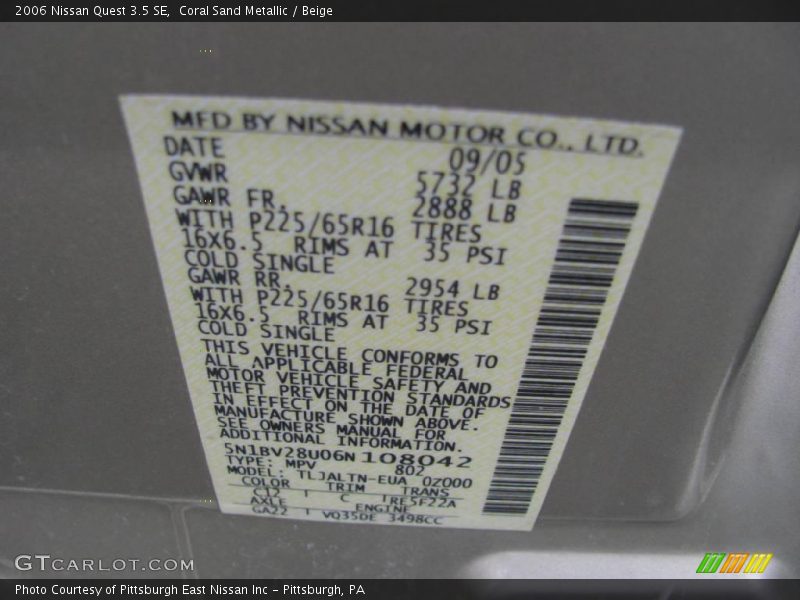 2006 Nissan Quest 3.5 SE,  Coral Sand Metallic / Beige
MFD BY NISSAN MOTOR CO., LTD.
DATE 09/05
GVWR 5732 LB
GAWR FR. 2888 LB
WITH P225/65R16 TIRES
16X6.5 RIMS AT 35 PSI
COLD SINGLE
GAWR RR. 2954 LB
WITH P225/65R16 TIRES
16X6.5 RIMS AT 35 PSI
COLD SINGLE
THIS VEHICLE CONFORMS TO
ALL APPLICABLE FEDERAL
MOTOR VEHICLE SAFETY AND
THEFT PREVENTION STANDARDS
IN EFFECT ON THE DATE OF
MANUFACTURE SHOWN ABOVE.
SEE OWNERS MANUAL FOR
ADDITIONAL INFORMATION.
5N1BV28U06N 108042
TYPE: MPV 802
MODEL: TLJALTN-EUA 0Z000
COLOR TRIM TRANS
C12 C TRE5F22A
AXLE ENGINE
GA22 VQ35DE 3498CC
GTCARLOT.COM
Photo Courtesy of Pittsburgh East Nissan Inc - Pittsburgh, PA